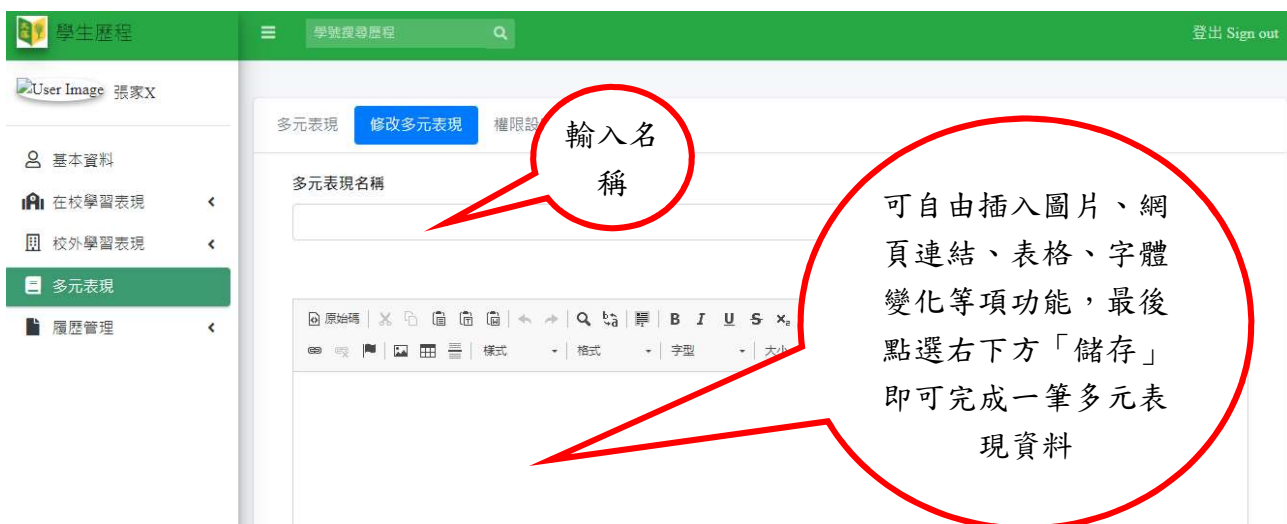 學生歷程
學號搜尋歷程
登出 Sign out
User Image 張家X
基本資料
在校學習表現
校外學習表現
多元表現
履歷管理
多元表現 修改多元表現 權限設
輸入名
稱
多元表現名稱
原始碼 B I U S
樣式 格式 字型 大小
可自由插入圖片、網
頁連結、表格、字體
變化等項功能，最後
點選右下方「儲存」
即可完成一筆多元表
現資料